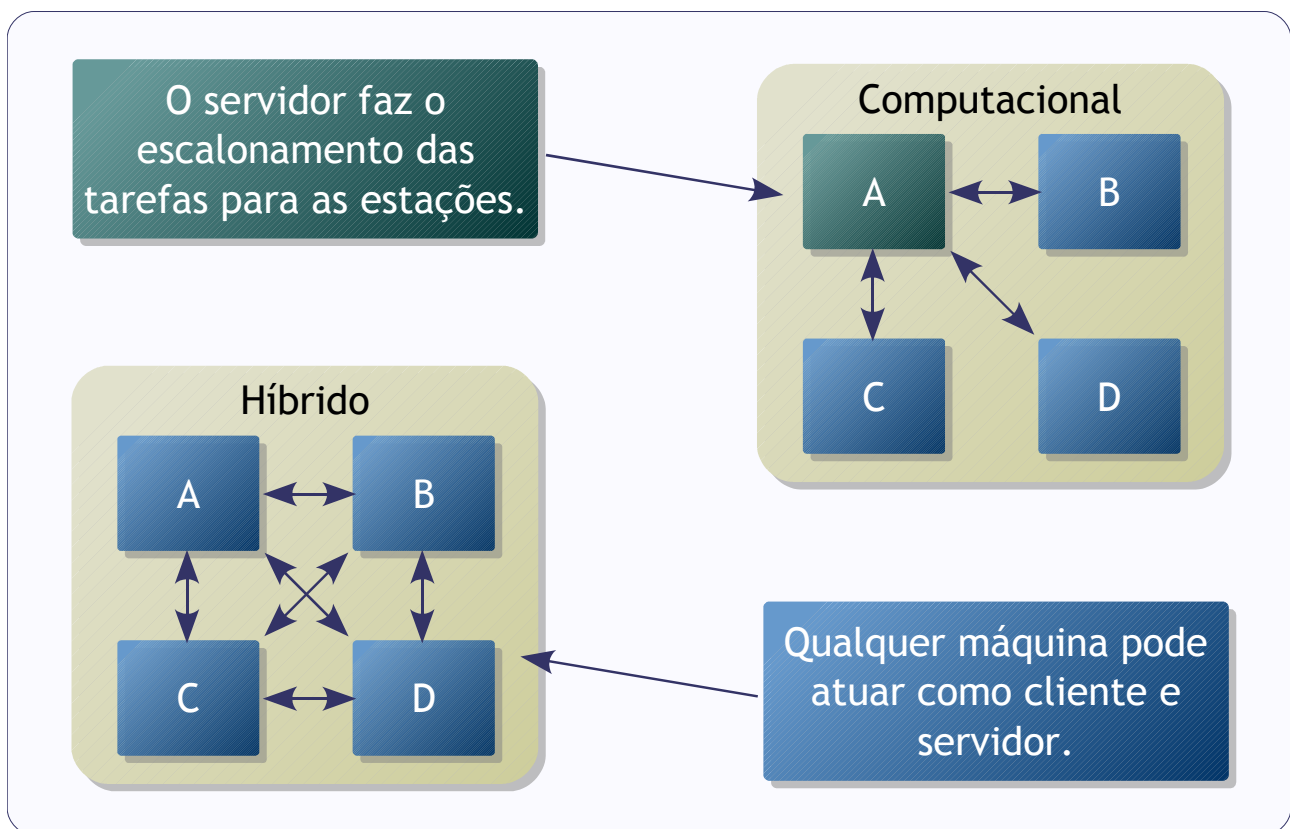 O servidor faz o
escalonamento das
tarefas para as estações.
Computacional
A
B
C
D
Híbrido
A
B
C
D
Qualquer máquina pode
atuar como cliente e
servidor.